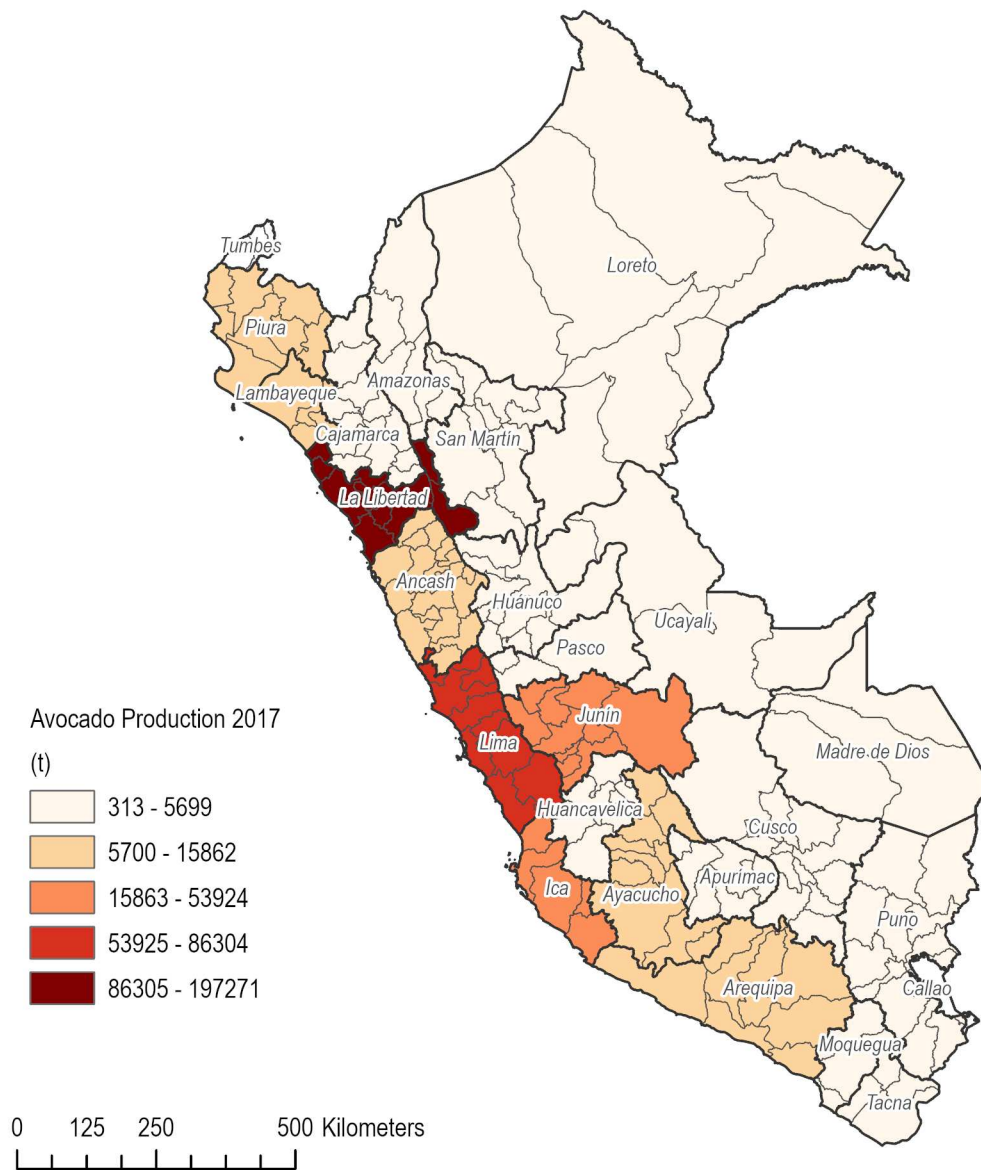 Tumbes
Loreto
Piura
Amazonas
Lambayeque
Cajamarca
San Martín
La Libertad
Ancash
Huánuco
Ucayali
Pasco
Junín
Lima
Madre de Dios
Huancavelica
Cusco
Apurímac
Ica
Ayacucho
Puno
Arequipa
Callao
Moquegua
Tacna
Avocado Production 2017
(t)
313 - 5699
5700 - 15862
15863 - 53924
53925 - 86304
86305 - 197271
0 125 250 500 Kilometers